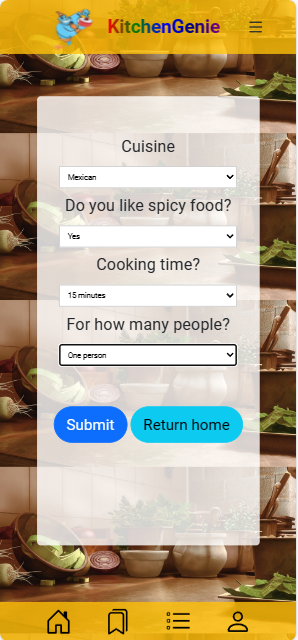 KitchenGenie
Cuisine
Mexican
Do you like spicy food?
Yes
Cooking time?
15 minutes
For how many people?
One person
Submit Return home